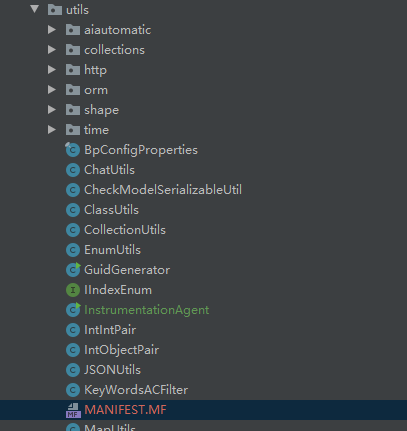 utils
aiautomatic
collections
http
orm
shape
time
BpConfigProperties
ChatUtils
CheckModelSerializableUtil
ClassUtils
CollectionUtils
EnumUtils
GuidGenerator
IIndexEnum
InstrumentationAgent
IntIntPair
IntObjectPair
JSONUtils
KeyWordsACFilter
MANIFEST.MF
MapUtils